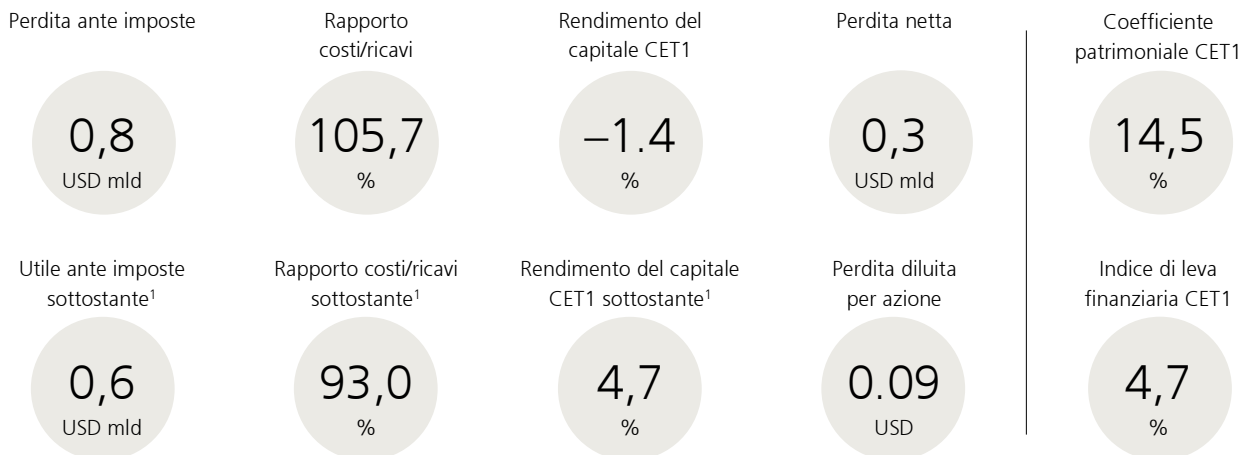 Perdita ante imposte
0,8
USD mld
Rapporto
costi/ricavi
105,7
%
Rendimento del
capitale CET1
–1.4
%
Perdita netta
0,3
USD mld
Coefficiente
patrimoniale CET1
14,5
%
Utile ante imposte
sottostante¹
0,6
USD mld
Rapporto costi/ricavi
sottostante¹
93,0
%
Rendimento del capitale
CET1 sottostante¹
4,7
%
Perdita diluita
per azione
0.09
USD
Indice di leva
finanziaria CET1
4,7
%